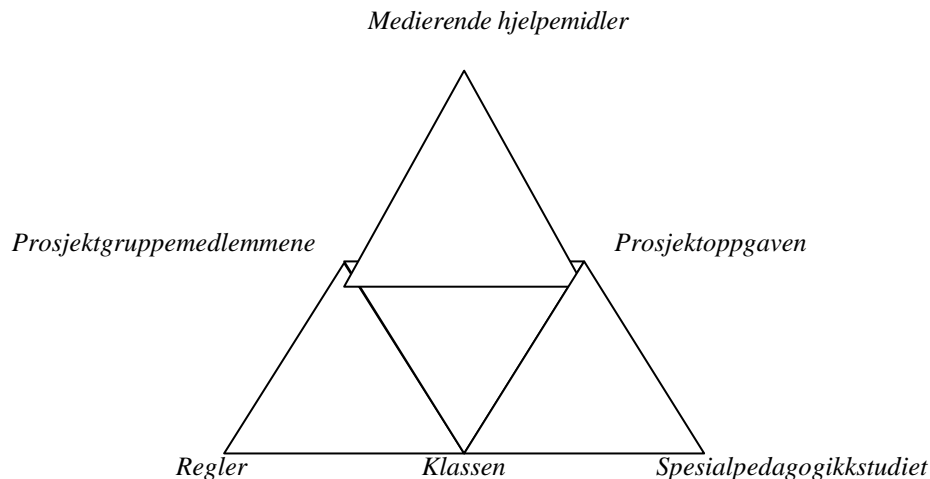 Medierende hjelpemidler
Prosjektgruppemedlemmene
Prosjektoppgaven
Regler
Klassen
Spesialpedagogikkstudiet